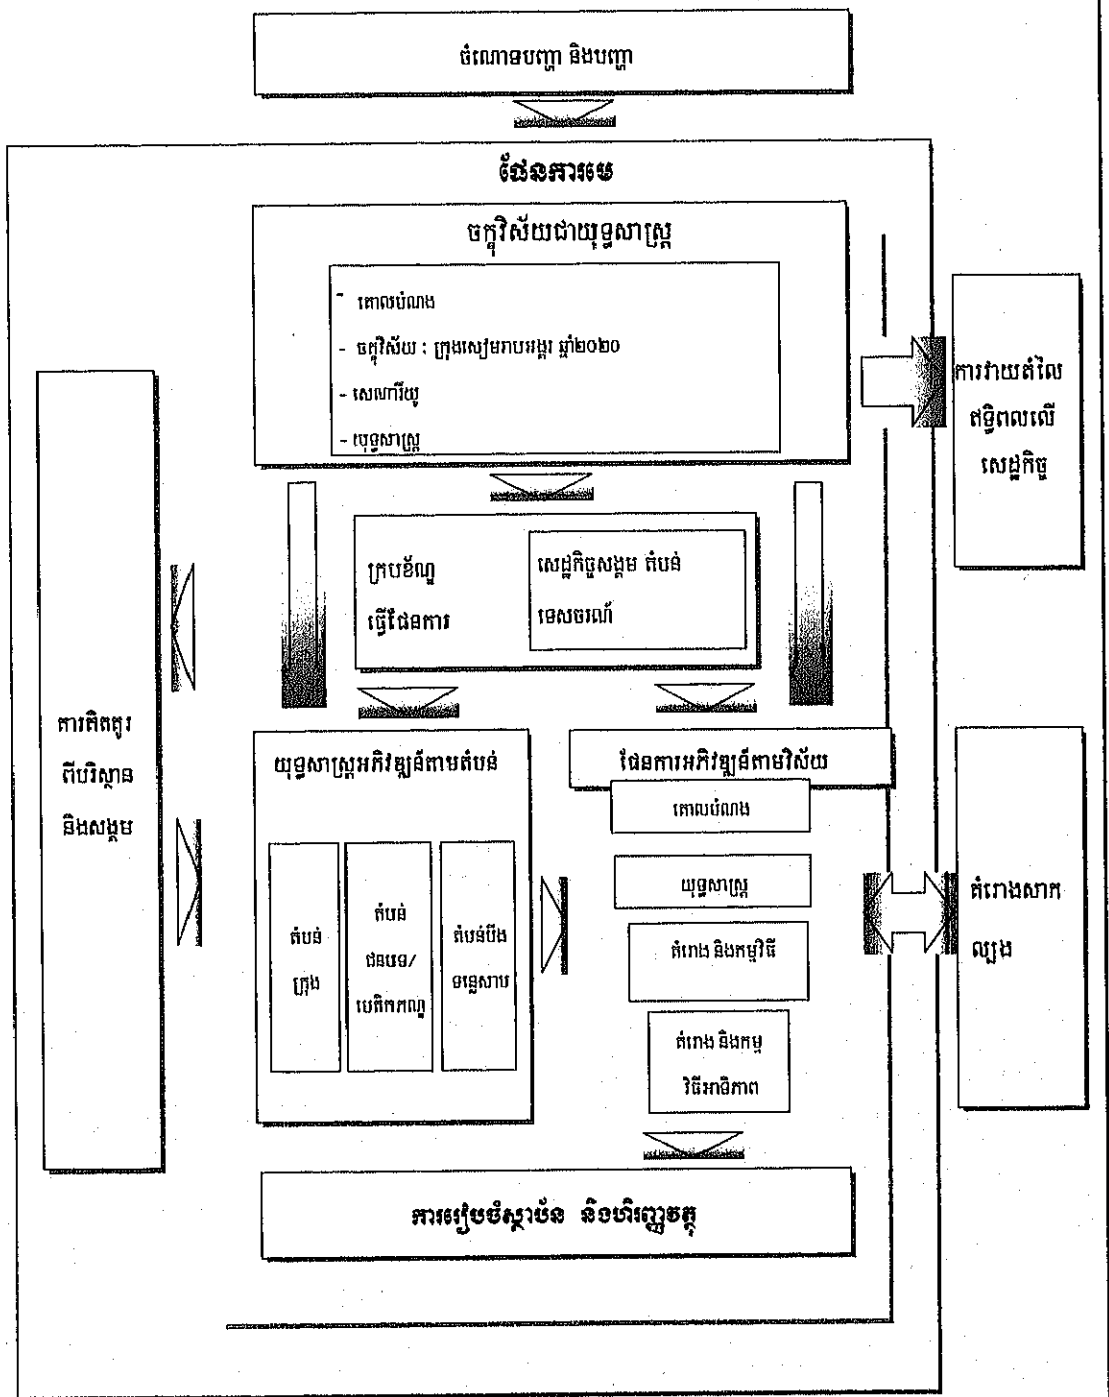 ចំណោទបញ្ហា និងបញ្ហា
ផែនការមេ
ចក្ខុវិស័យជាយុទ្ធសាស្ត្រ
- គោលបំណង
- ចក្ខុវិស័យ : ក្រុងសៀមរាបអង្គរ ឆ្នាំ២០២០
- សេណារីយ៉ូ
- យុទ្ធសាស្ត្រ
ការវាយតំលៃ
ឥទ្ធិពលលើ
សេដ្ឋកិច្ច
ក្របខ័ណ្ឌ
ធ្វើផែនការ
សេដ្ឋកិច្ចសង្គម តំបន់
ទេសចរណ៍
ការគិតគូរ
ពីបរិស្ថាន
និងសង្គម
យុទ្ធសាស្ត្រអភិវឌ្ឍន៍តាមតំបន់
តំបន់
ក្រុង
តំបន់
ជនបទ/
បេតិកភណ្ឌ
តំបន់បឹង
ទន្លេសាប
ផែនការអភិវឌ្ឍន៍តាមវិស័យ
គោលបំណង
យុទ្ធសាស្ត្រ
គំរោង និងកម្មវិធី
គំរោង និងកម្ម
វិធីអាទិភាព
គំរោងសាក
ល្បង
ការរៀបចំស្ថាប័ន និងហិរញ្ញវត្ថុ